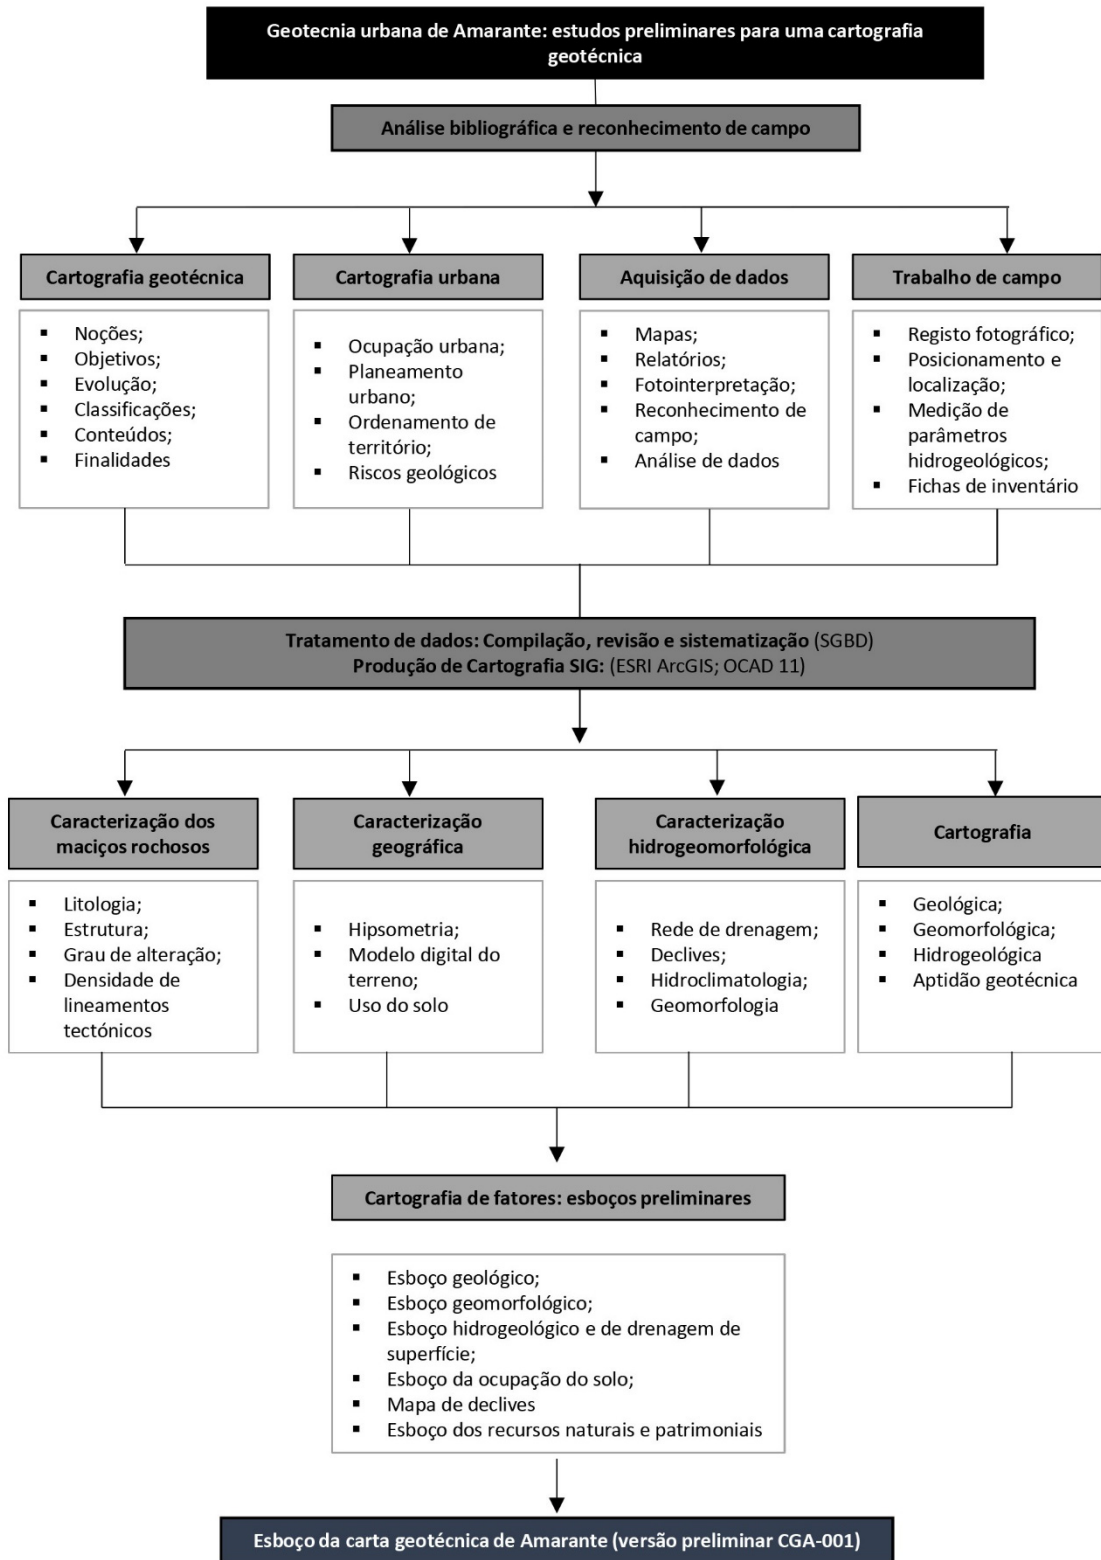 Geotecnia urbana de Amarante: estudos preliminares para uma cartografia
geotécnica
Análise bibliográfica e reconhecimento de campo
Cartografia geotécnica
▪ Noções;
▪ Objetivos;
▪ Evolução;
▪ Classificações;
▪ Conteúdos;
▪ Finalidades
Cartografia urbana
▪ Ocupação urbana;
▪ Planeamento
urbano;
▪ Ordenamento de
território;
▪ Riscos geológicos
Aquisição de dados
▪ Mapas;
▪ Relatórios;
▪ Fotointerpretação;
▪ Reconhecimento de
campo;
▪ Análise de dados
Trabalho de campo
▪ Registo fotográfico;
▪ Posicionamento e
localização;
▪ Medição de
parâmetros
hidrogeológicos;
▪ Fichas de inventário
Tratamento de dados: Compilação, revisão e sistematização (SGBD)
Produção de Cartografia SIG: (ESRI ArcGIS; OCAD 11)
Caracterização dos
maciços rochosos
▪ Litologia;
▪ Estrutura;
▪ Grau de alteração;
▪ Densidade de
lineamentos
tectónicos
Caracterização
geográfica
▪ Hipsometria;
▪ Modelo digital do
terreno;
▪ Uso do solo
Caracterização
hidrogeomorfológica
▪ Rede de drenagem;
▪ Declives;
▪ Hidroclimatologia;
▪ Geomorfologia
Cartografia
▪ Geológica;
▪ Geomorfológica;
▪ Hidrogeológica
▪ Aptidão geotécnica
Cartografia de fatores: esboços preliminares
▪ Esboço geológico;
▪ Esboço geomorfológico;
▪ Esboço hidrogeológico e de drenagem de
superfície;
▪ Esboço da ocupação do solo;
▪ Mapa de declives
▪ Esboço dos recursos naturais e patrimoniais
Esboço da carta geotécnica de Amarante (versão preliminar CGA-001)